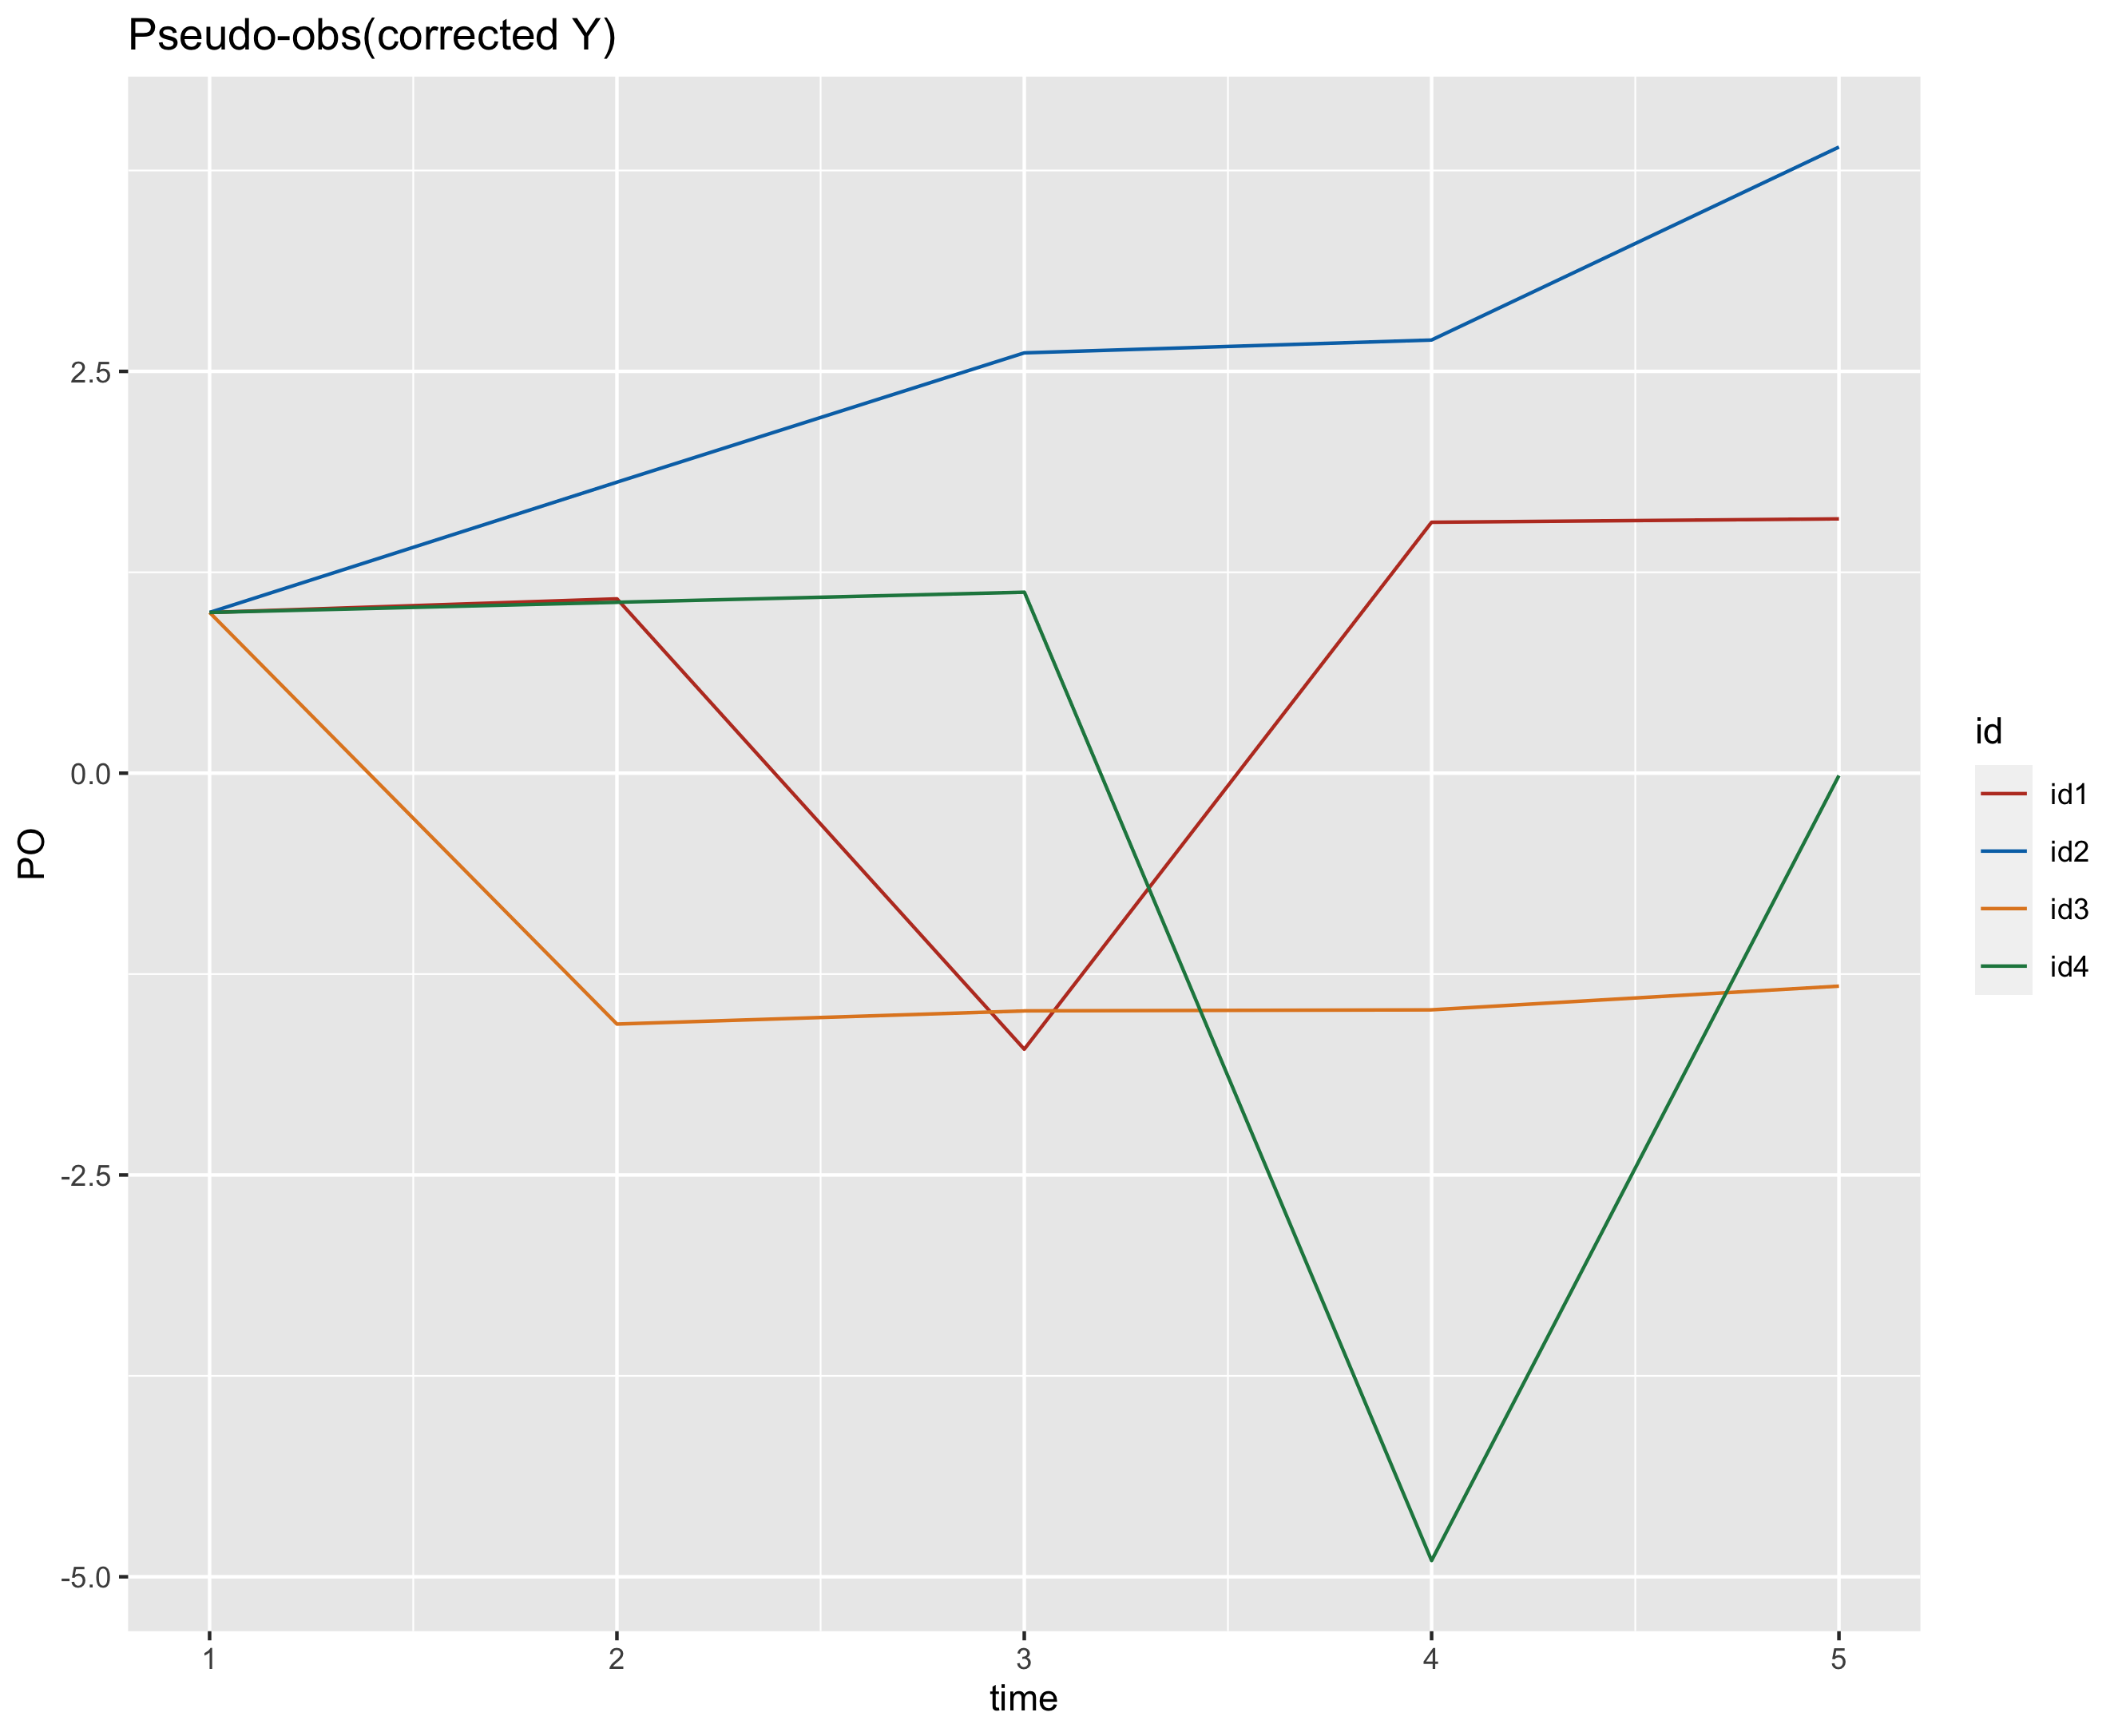 Pseudo-obs(corrected Y)
PO
2.5
0.0
-2.5
-5.0
1 2 3 4 5
time
id
id1
id2
id3
id4